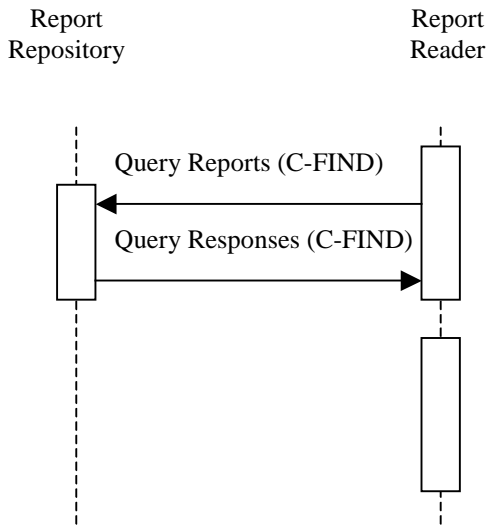 Report
Repository
Report
Reader
Query Reports (C-FIND)
Query Responses (C-FIND)